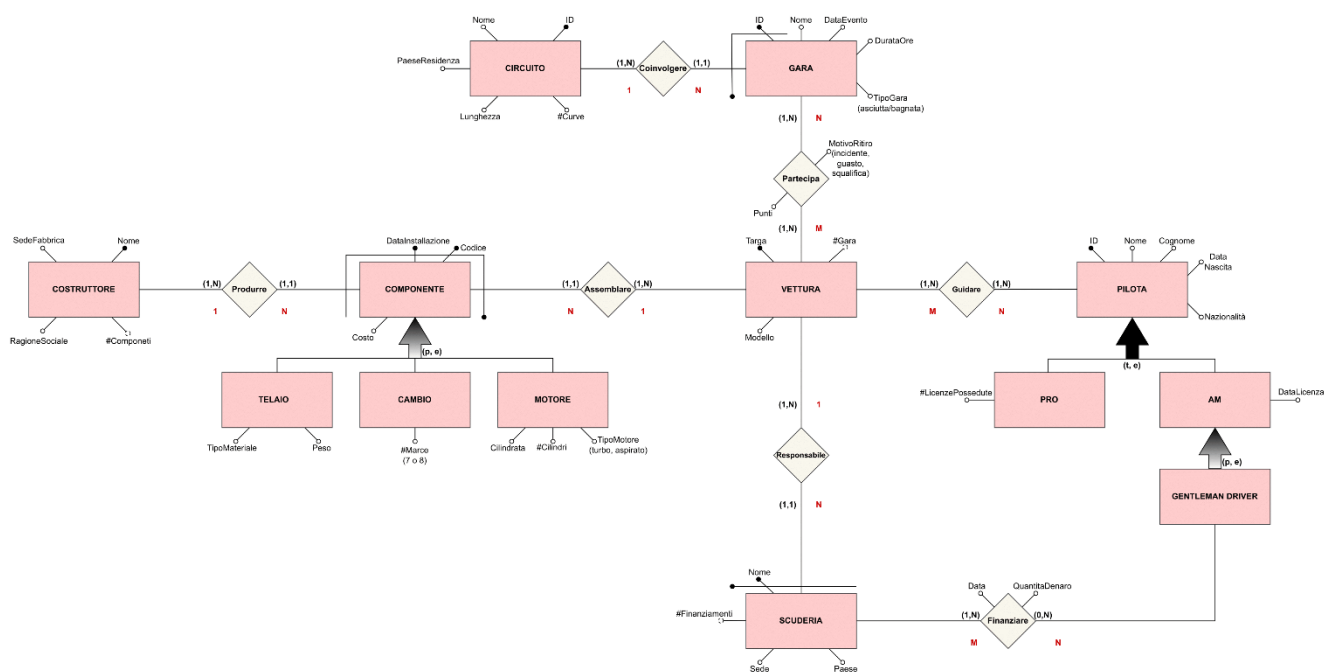 Nome
ID
PaeseResidenza
CIRCUITO
Lunghezza
#Curve
(1,N)
Coinvolgere
(1,1)
1
N
ID
Nome
DataEvento
DurataOre
GARA
TipoGara
(asciutta/bagnata)
(1,N)
N
MotivoRitiro
(incidente,
guasto,
squalifica)
Partecipa
Punti
(1,N)
M
SedeFabbrica
Nome
COSTRUTTORE
RagioneSociale
#Componeti
(1,N)
Produrre
(1,1)
1
N
DataInstallazione
Codice
COMPONENTE
Costo
(p, e)
(1,1)
Assemblare
(1,N)
N
1
Targa
#Gara
VETTURA
Modello
(1,N)
Guidare
(1,N)
M
N
ID
Nome
Cognome
Data
Nascita
PILOTA
Nazionalità
(t, e)
TELAIO
TipoMateriale
Peso
CAMBIO
#Marce
(7 o 8)
MOTORE
Cilindrata
#Cilindri
TipoMotore
(turbo, aspirato)
#LicenzePossedute
PRO
AM
DataLicenza
(p, e)
GENTLEMAN DRIVER
(1,N)
1
Responsabile
(1,1)
N
Nome
#Finanziamenti
SCUDERIA
Sede
Paese
Data
QuantitaDenaro
(1,N)
Finanziare
(0,N)
M
N